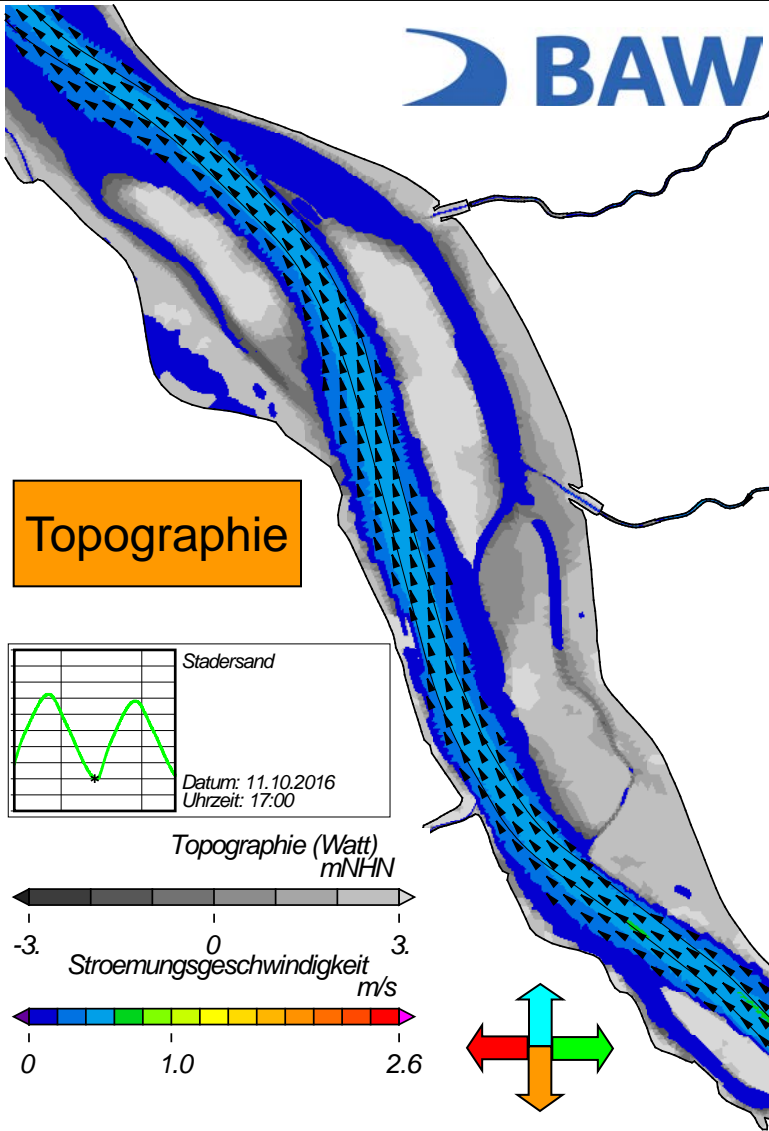 BAW
Topographie
Stadersand
Datum: 11.10.2016
Uhrzeit: 17:00
Topographie (Watt)
mNHN
-3. 0 3.
Stroemungsgeschwindigkeit
m/s
0 1.0 2.6